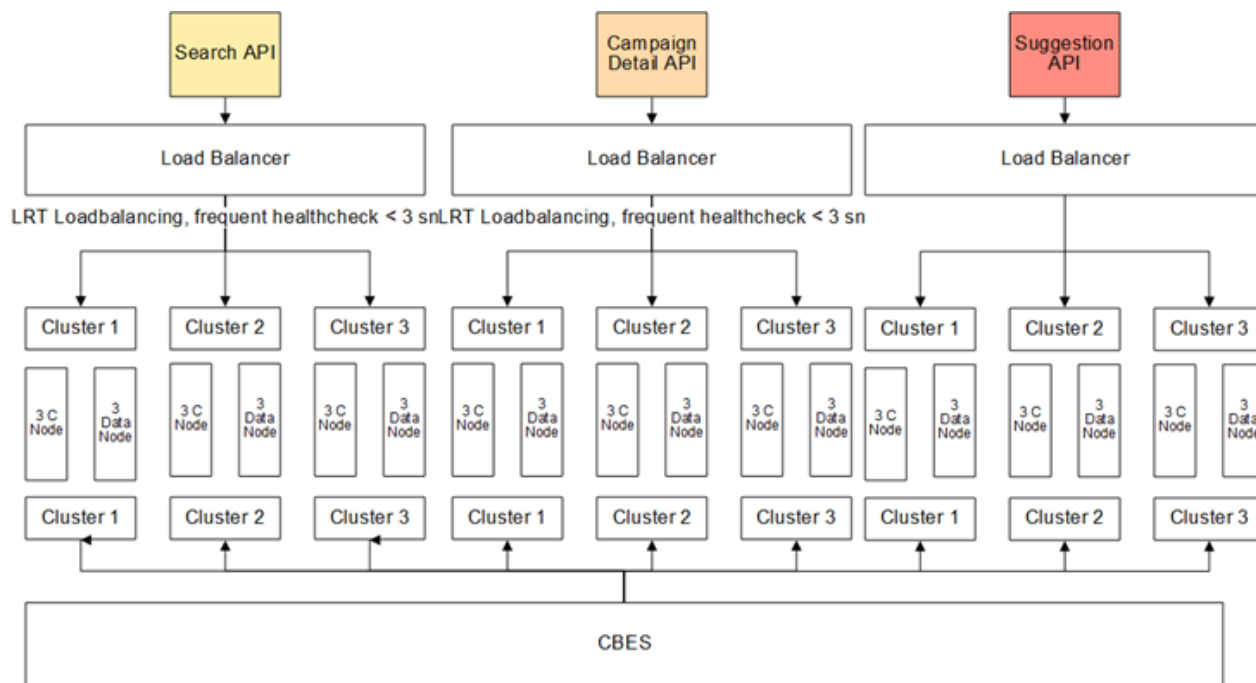 Search API
Campaign
Detail API
Suggestion
API
Load Balancer
Load Balancer
Load Balancer
LRT Loadbalancing, frequent healthcheck < 3 sn
LRT Loadbalancing, frequent healthcheck < 3 sn
Cluster 1
Cluster 2
Cluster 3
Cluster 1
Cluster 2
Cluster 3
Cluster 1
Cluster 2
Cluster 3
3 C
Node
3
Data
Node
3 C
Node
3
Data
Node
3 C
Node
3
Data
Node
3 C
Node
3
Data
Node
3 C
Node
3
Data
Node
3 C
Node
3
Data
Node
3 C
Node
3
Data
Node
3 C
Node
3
Data
Node
3 C
Node
3
Data
Node
Cluster 1
Cluster 2
Cluster 3
Cluster 1
Cluster 2
Cluster 3
Cluster 1
Cluster 2
Cluster 3
CBES